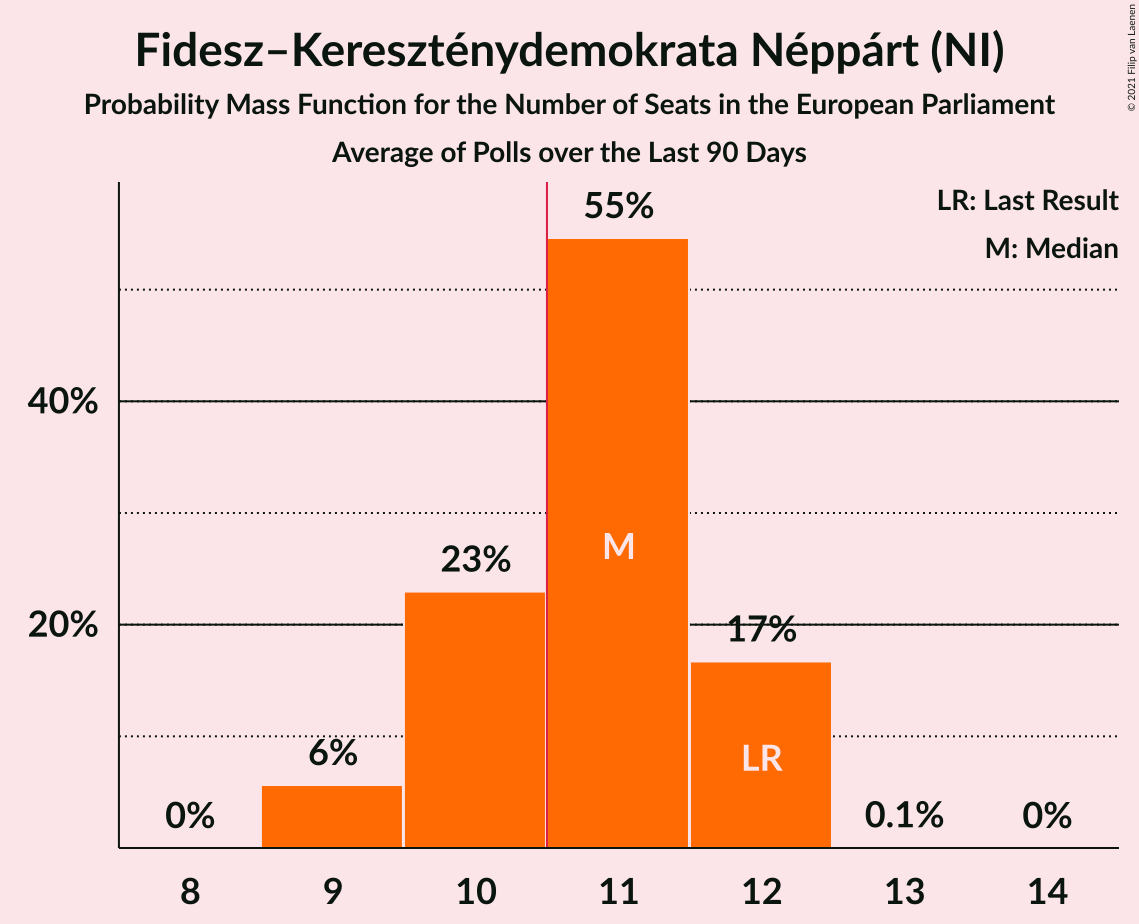 Fidesz–Kereszténydemokrata Néppárt (NI)
Probability Mass Function for the Number of Seats in the European Parliament
Average of Polls over the Last 90 Days
© 2021 Filip van Laenen
LR: Last Result
M: Median
40%
20%
0%
6%
23%
55%
17%
0.1%
0%
M
LR
8 9 10 11 12 13 14